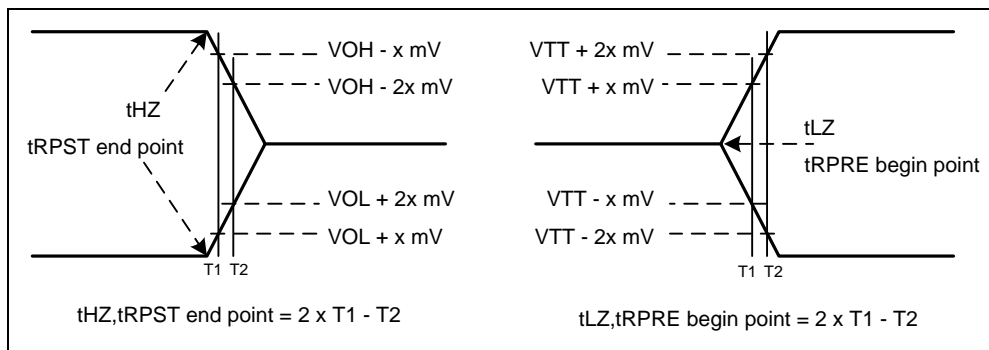 VOH - x mV
VOH - 2x mV
tHZ
tRPST end point
VOL + 2x mV
VOL + x mV
T1 T2
tHZ,tRPST end point = 2 x T1 - T2
VTT + 2x mV
VTT + x mV
tLZ
tRPRE begin point
VTT - x mV
VTT - 2x mV
T1 T2
tLZ,tRPRE begin point = 2 x T1 - T2